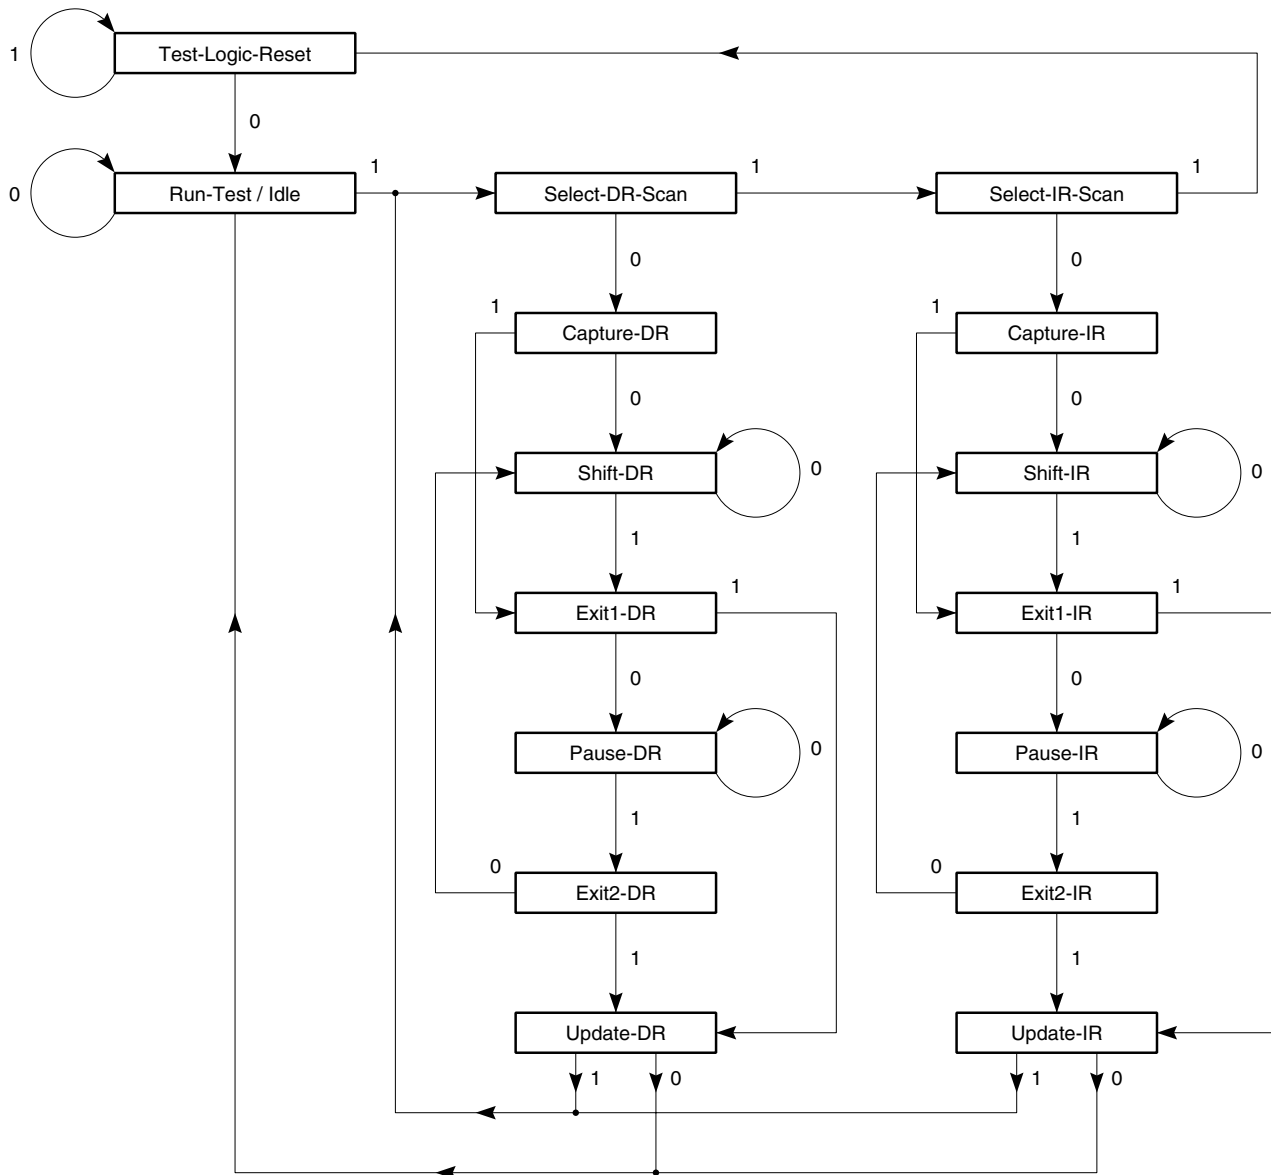 1
Test-Logic-Reset
0
0
Run-Test / Idle
1
Select-DR-Scan
1
Select-IR-Scan
1
0
0
1
Capture-DR
1
Capture-IR
0
0
Shift-DR
0
Shift-IR
0
1
1
Exit1-DR
1
Exit1-IR
1
0
0
Pause-DR
0
Pause-IR
0
1
1
0
Exit2-DR
0
Exit2-IR
1
1
Update-DR
Update-IR
1
0
1
0